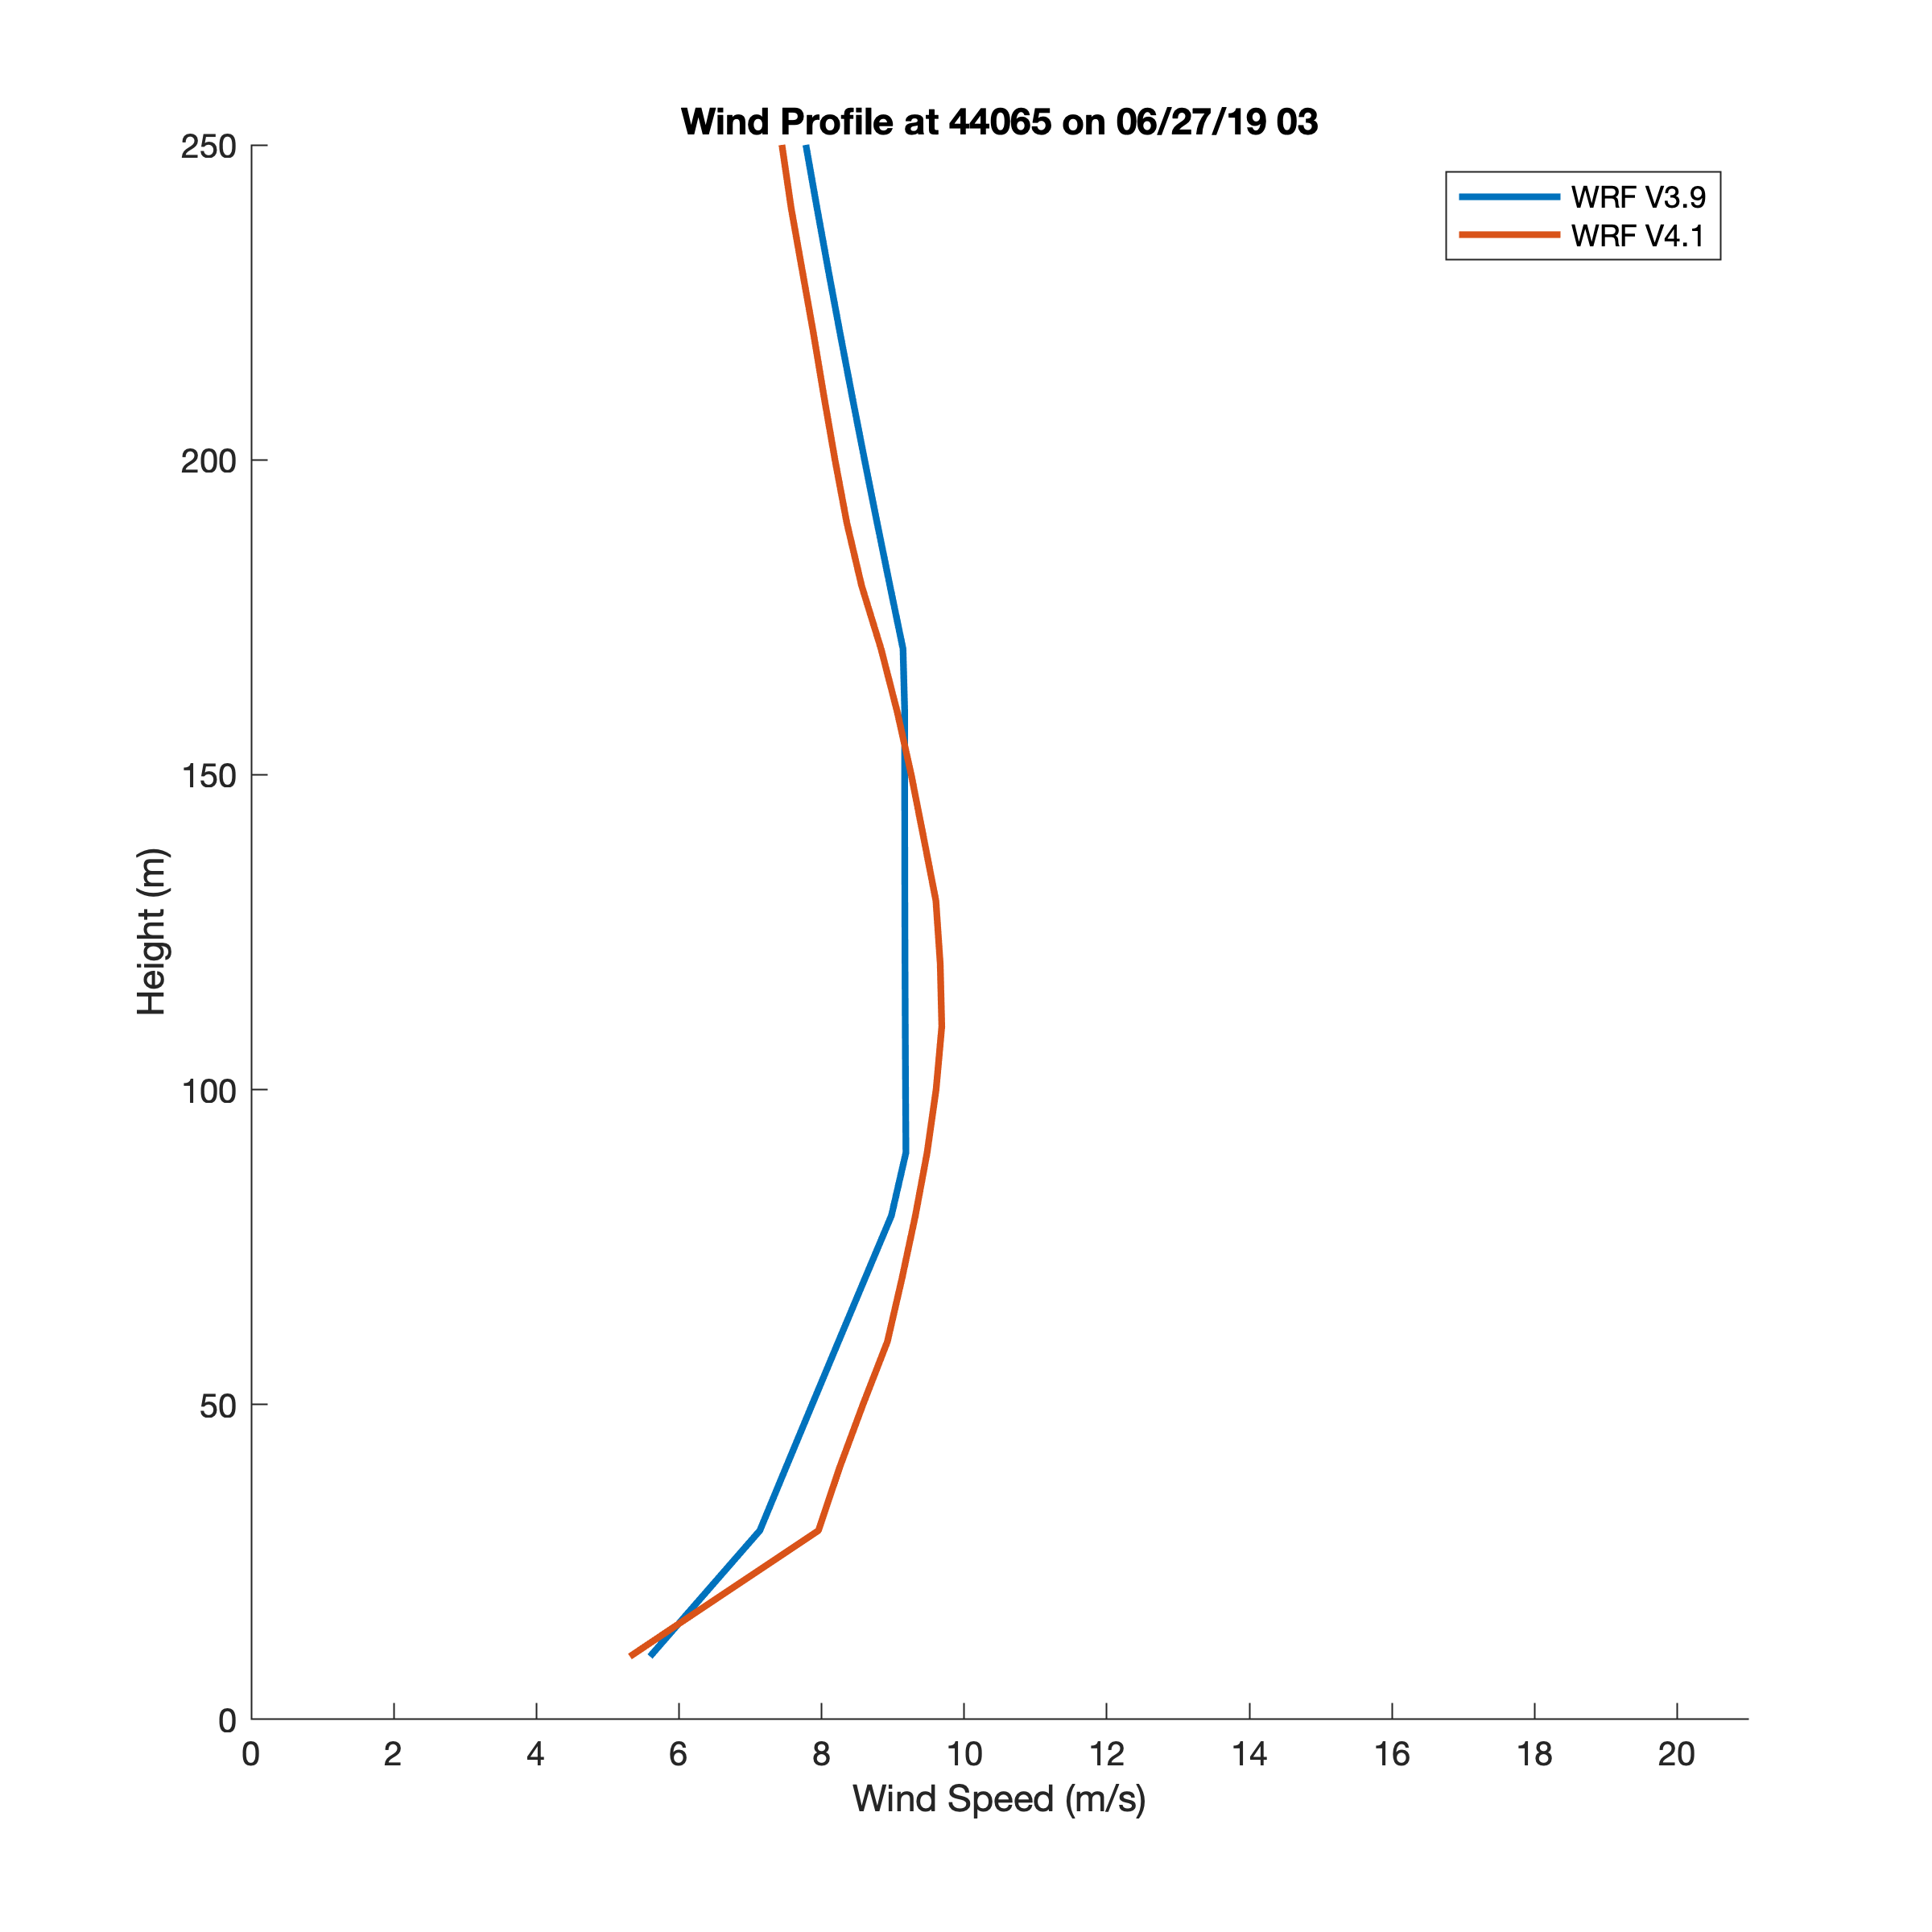 Wind Profile at 44065 on 06/27/19 03
WRF V3.9
WRF V4.1
250
200
150
100
50
0
Height (m)
0 2 4 6 8 10 12 14 16 18 20
Wind Speed (m/s)